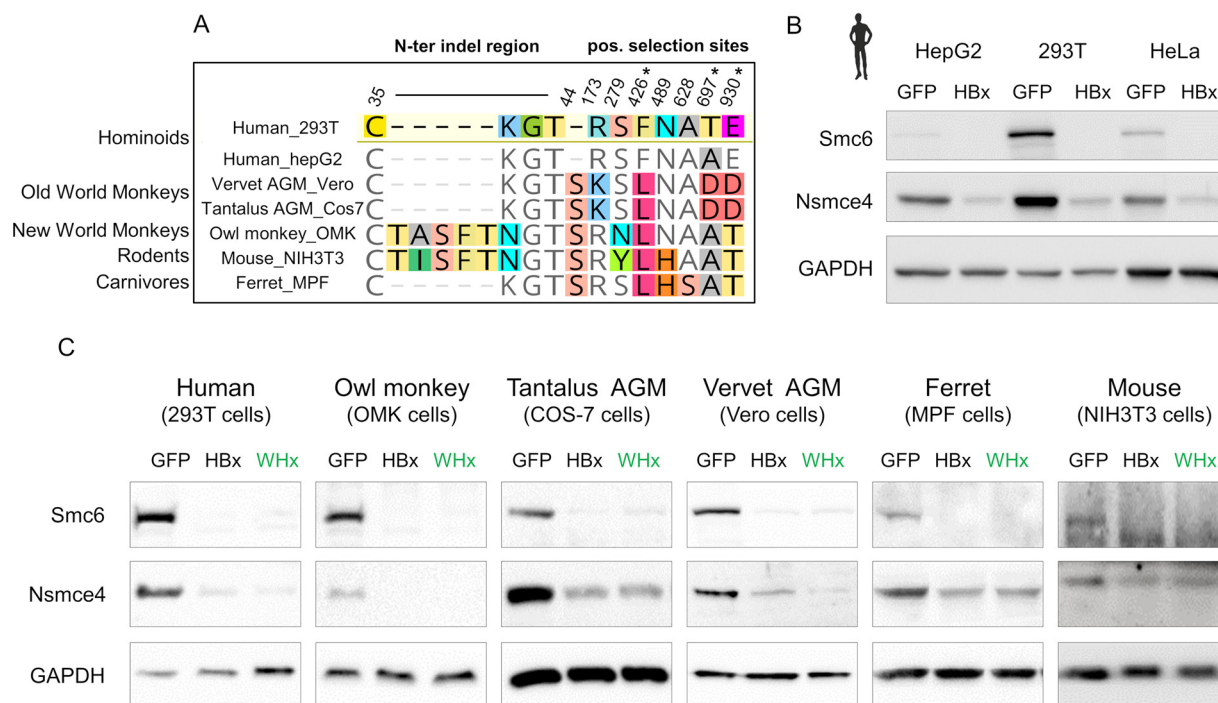 A
N-ter indel region pos. selection sites
35 44 173 279 426* 489 628 697* 930*
Hominoids Human_293T C - - - - - K G T - R S F N A T E
Human_hepG2 C - - - - - K G T - R S F N A A E
Old World Monkeys Vervet AGM_Vero C - - - - - K G T S K S L N A D D
Tantalus AGM_Cos7 C - - - - - K G T S K S L N A D D
New World Monkeys Owl monkey_OMK C T A S F T N G T S R N L N A A T
Rodents Mouse_NIH3T3 C T I S F T N G T S R Y L H A A T
Carnivores Ferret_MPF C - - - - - K G T S R S L H S A T
B
HepG2 293T HeLa
GFP HBx GFP HBx GFP HBx
Smc6
Nsmce4
GAPDH
C
Human Owl monkey Tantalus AGM Vervet AGM Ferret Mouse
(293T cells) (OMK cells) (COS-7 cells) (Vero cells) (MPF cells) (NIH3T3 cells)
GFP HBx WHx GFP HBx WHx GFP HBx WHx GFP HBx WHx GFP HBx WHx GFP HBx WHx
Smc6
Nsmce4
GAPDH